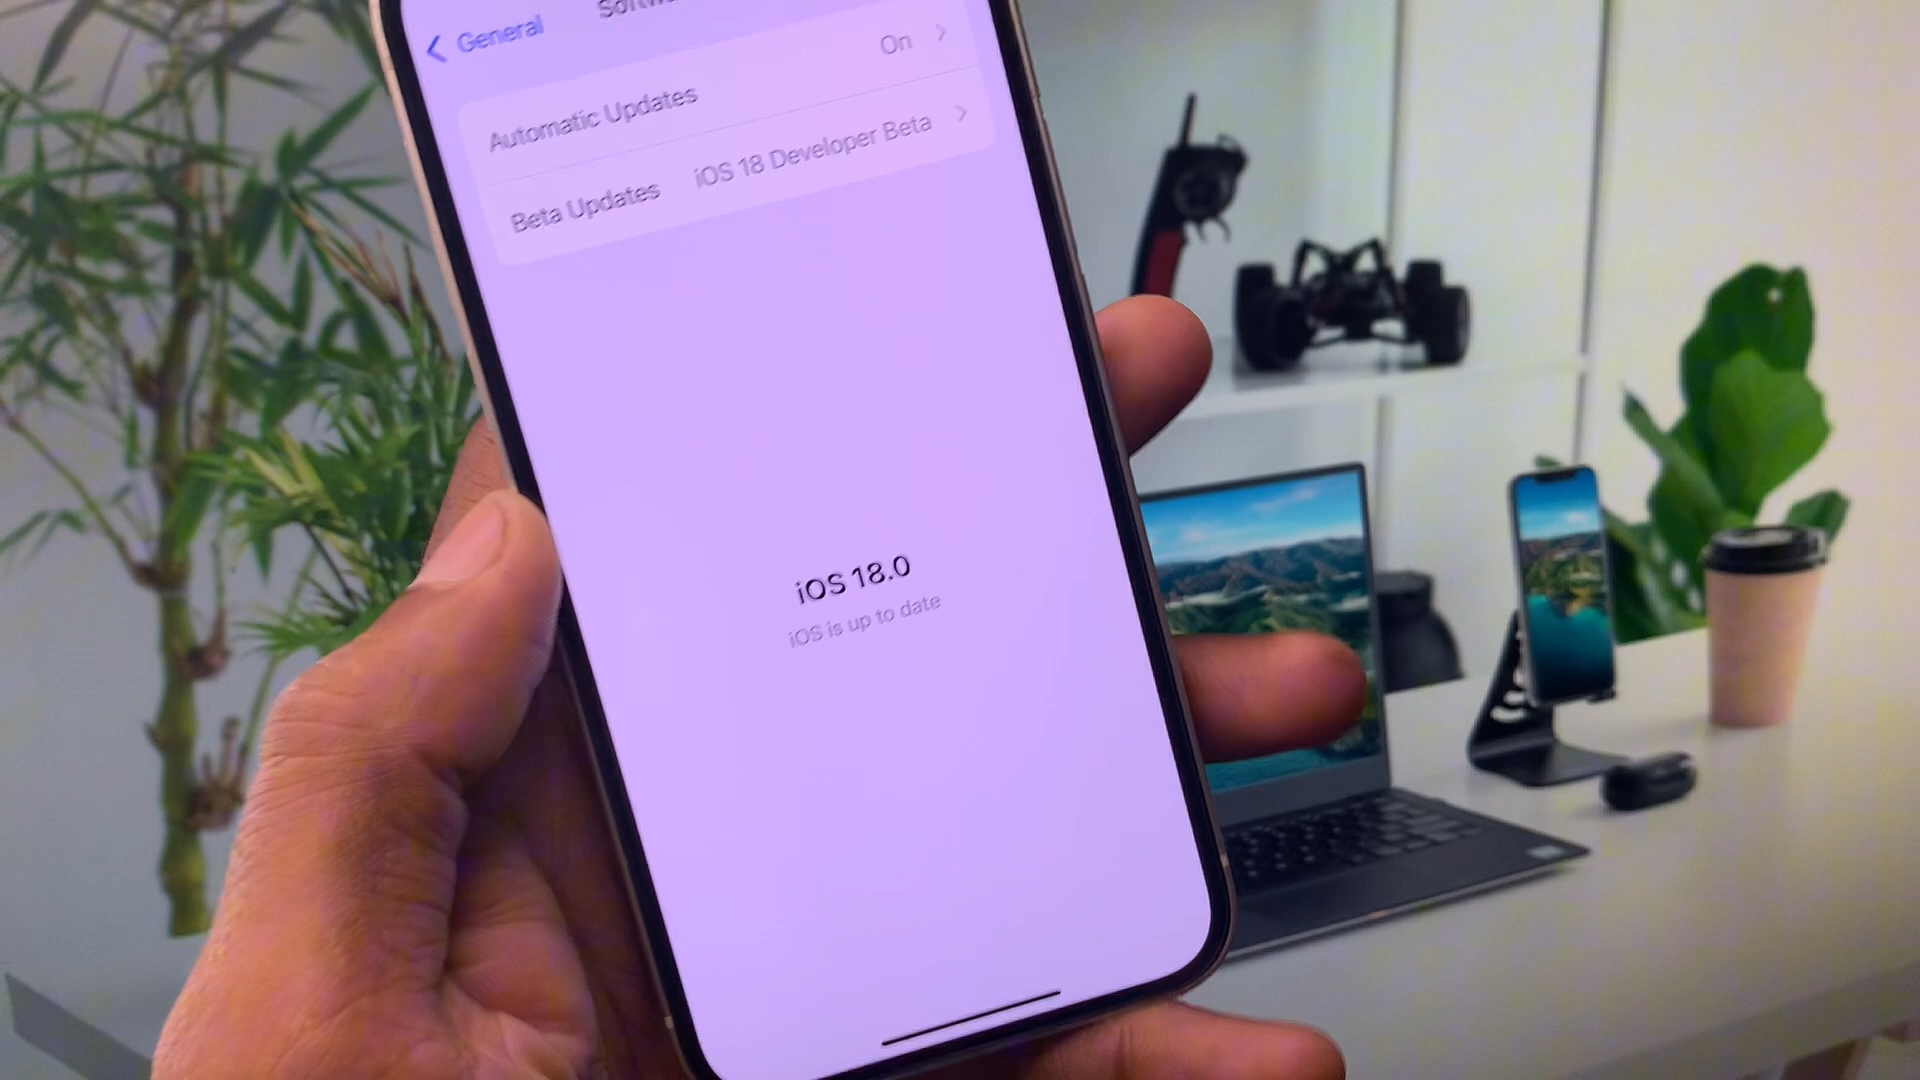 General
Automatic Updates On
Beta Updates iOS 18 Developer Beta
iOS 18.0
iOS is up to date